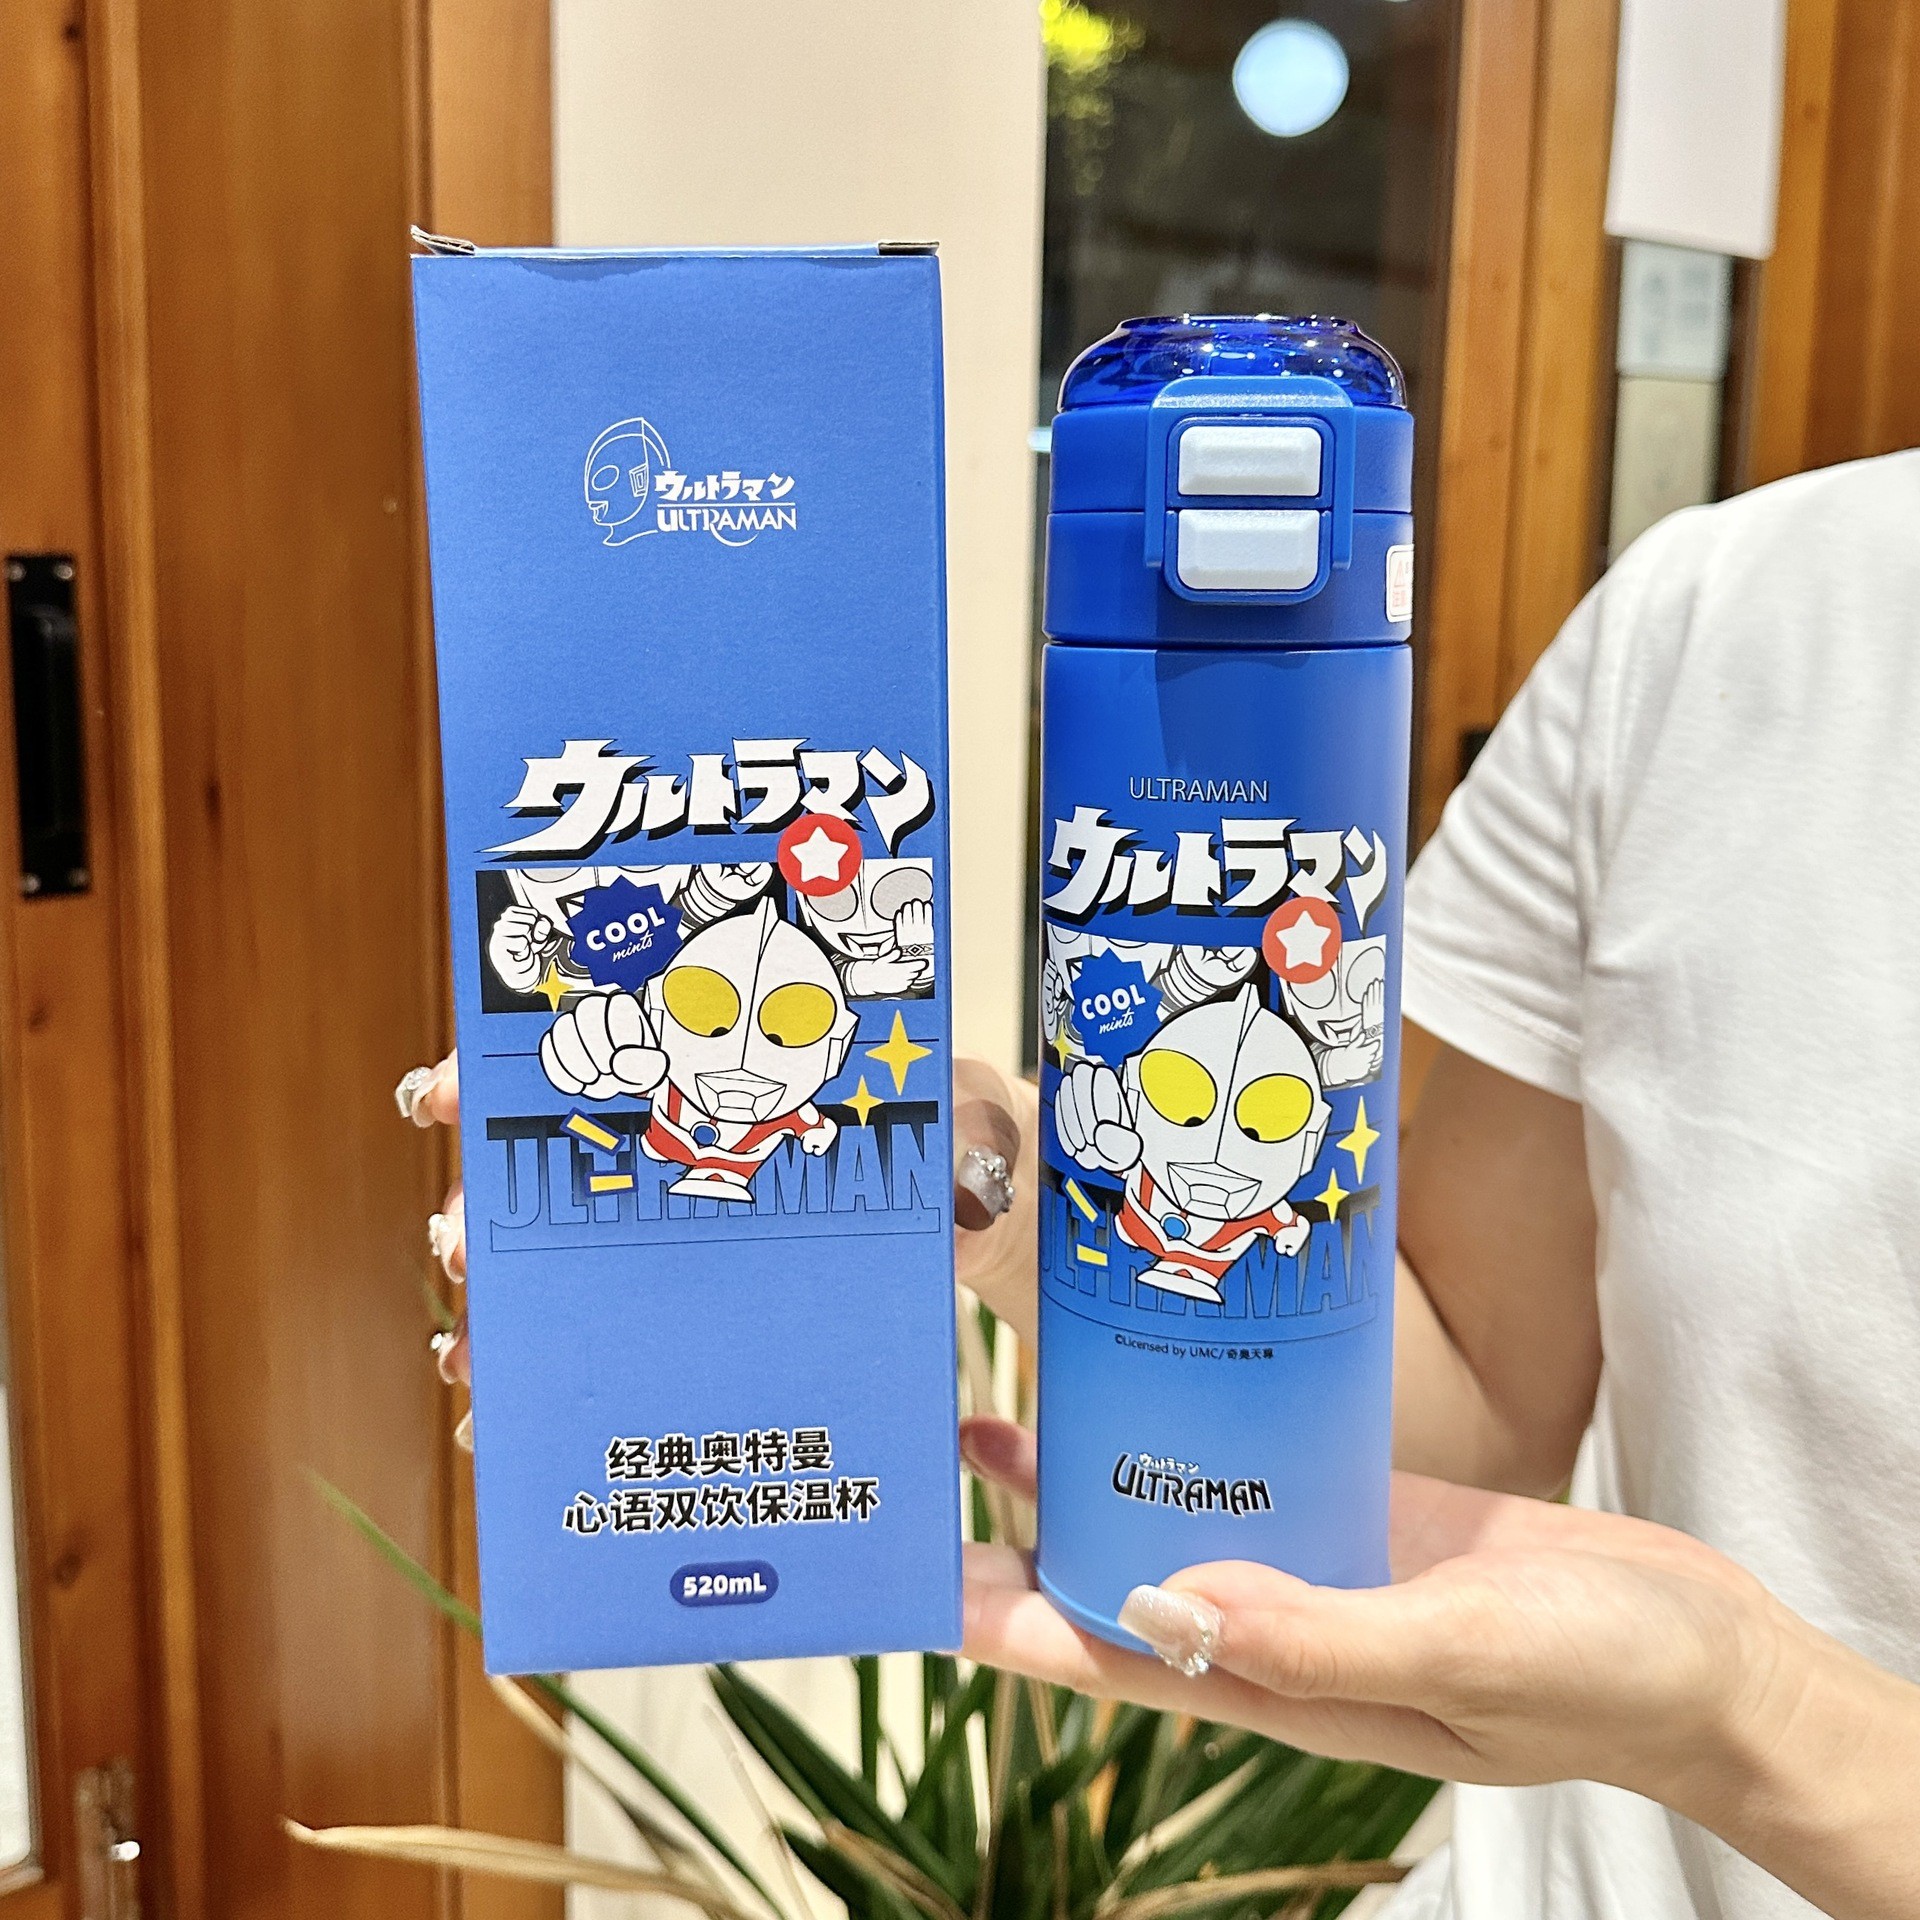 ウルトラマン
ULTRAMAN
ウルトラマン
COOL
mints
ULTRAMAN
经典奥特曼
心语双饮保温杯
520mL
ULTRAMAN
ウルトラマン
COOL
mints
ULTRAMAN
©Licensed by UMC/奇奥天尊
ウルトラマン
ULTRAMAN